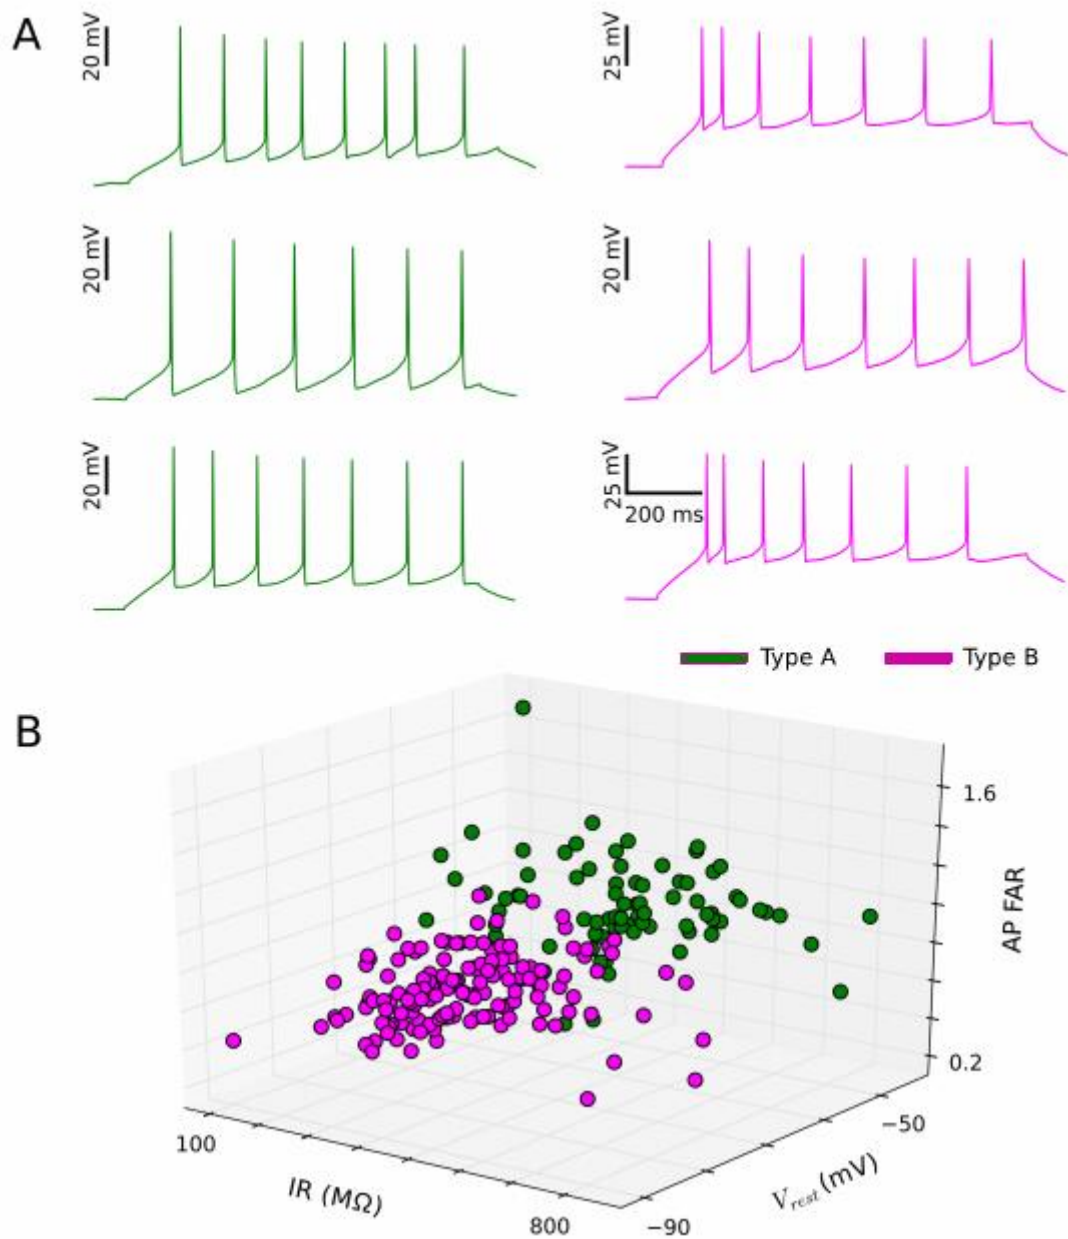 A
20 mV
25 mV
20 mV
20 mV
20 mV
25 mV
200 ms
Type A
Type B
B
1.6
AP FAR
0.2
−50
V_rest (mV)
−90
100
IR (MΩ)
800